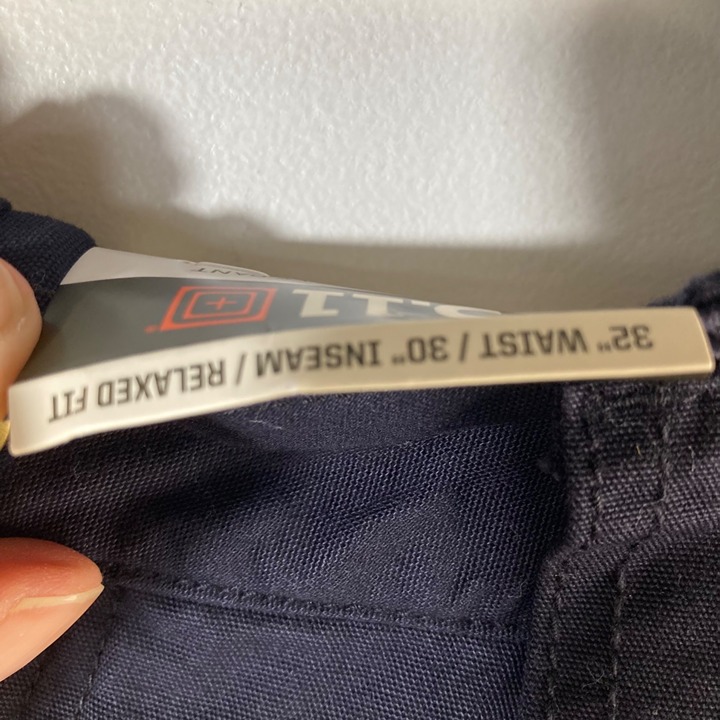 32" WAIST / 30" INSEAM / RELAXED FIT
5.11